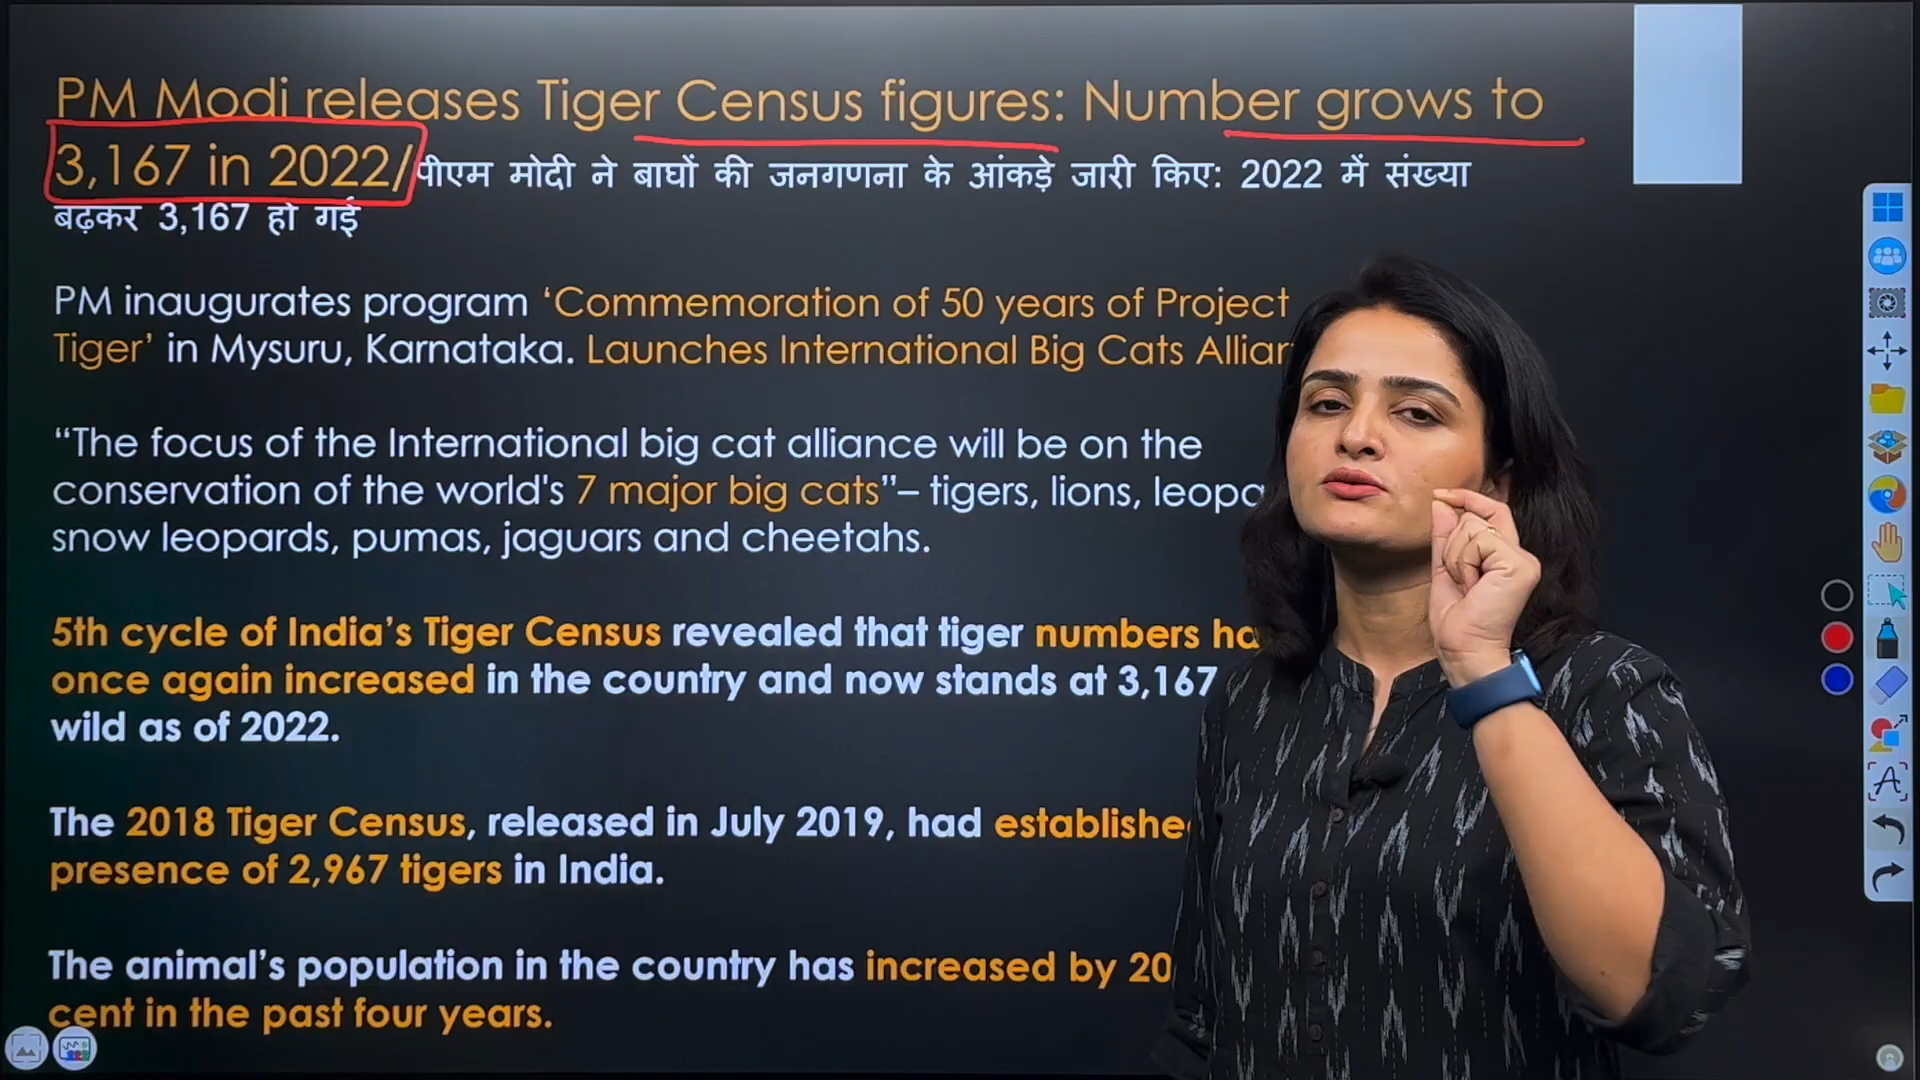 PM Modi releases Tiger Census figures: Number grows to
3,167 in 2022/पीएम मोदी ने बाघों की जनगणना के आंकड़े जारी किए: 2022 में संख्या
बढ़कर 3,167 हो गई
PM inaugurates program ‘Commemoration of 50 years of Project
Tiger’ in Mysuru, Karnataka. Launches International Big Cats
“The focus of the International big cat alliance will be on the
conservation of the world's 7 major big cats”– tigers, lions,
snow leopards, pumas, jaguars and cheetahs.
5th cycle of India’s Tiger Census revealed that tiger numbers
once again increased in the country and now stands at 3,167
wild as of 2022.
The 2018 Tiger Census, released in July 2019, had
presence of 2,967 tigers in India.
The animal’s population in the country has increased by 20
cent in the past four years.